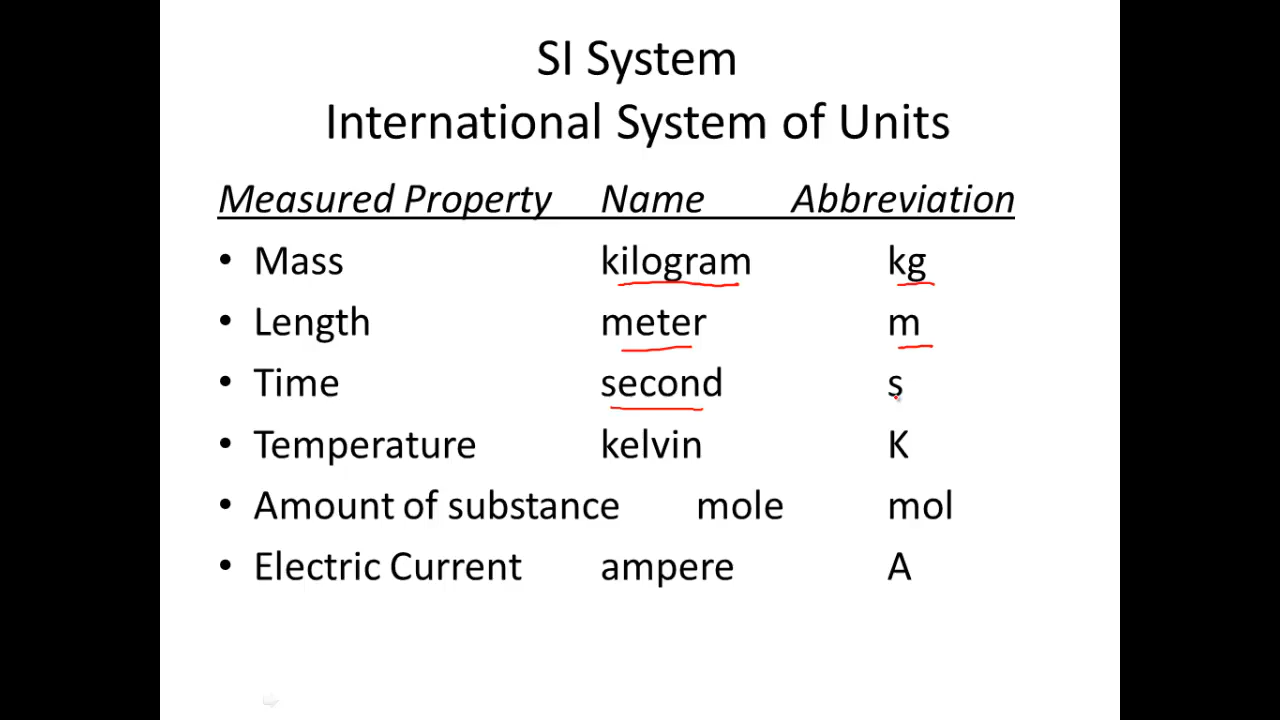 SI System
International System of Units
Measured Property Name Abbreviation
• Mass kilogram kg
• Length meter m
• Time second s
• Temperature kelvin K
• Amount of substance mole mol
• Electric Current ampere A